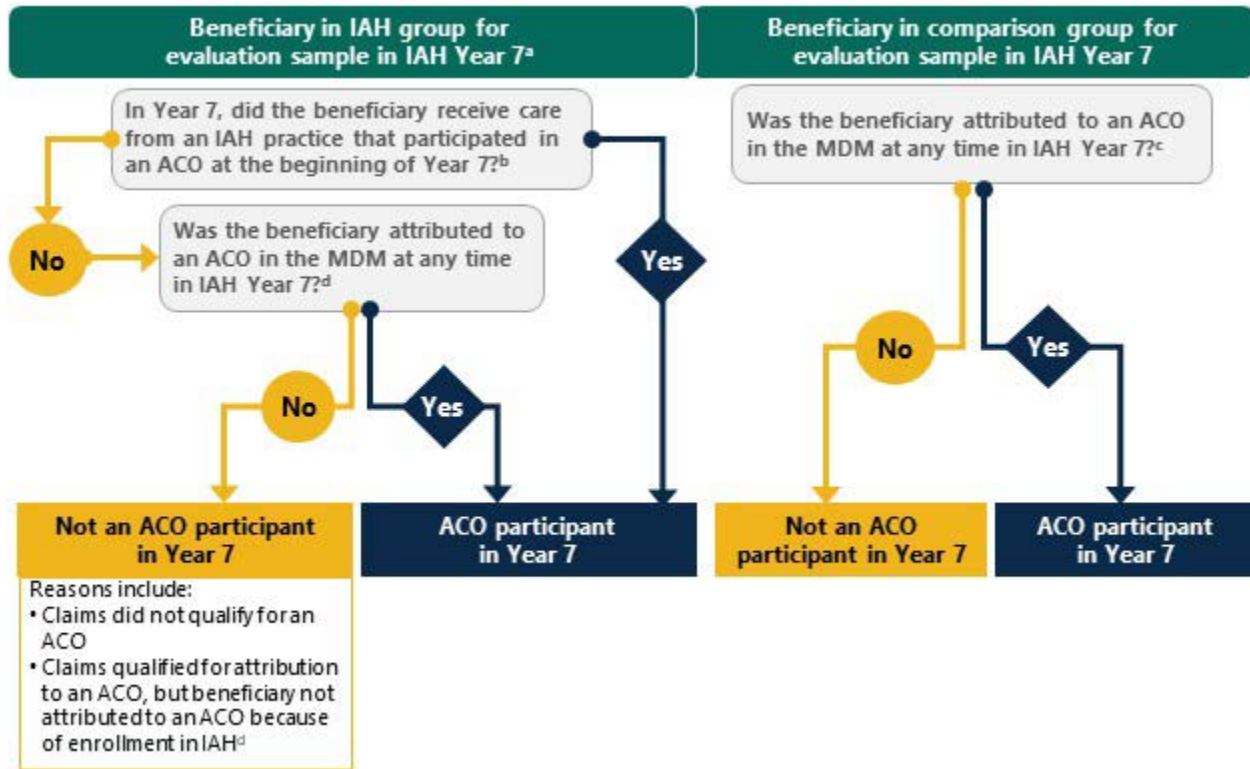 Beneficiary in IAH group for
evaluation sample in IAH Year 7ᵃ
In Year 7, did the beneficiary receive care
from an IAH practice that participated in
an ACO at the beginning of Year 7?ᵇ
No
Was the beneficiary attributed to
an ACO in the MDM at any time
in IAH Year 7?ᵈ
Yes
No
Yes
Not an ACO participant
in Year 7
Reasons include:
• Claims did not qualify for an
ACO
• Claims qualified for attribution
to an ACO, but beneficiary not
attributed to an ACO because
of enrollment in IAHᵈ
ACO participant
in Year 7
Beneficiary in comparison group for
evaluation sample in IAH Year 7
Was the beneficiary attributed to an ACO
in the MDM at any time in IAH Year 7?ᶜ
No
Yes
Not an ACO
participant in Year 7
ACO participant
in Year 7